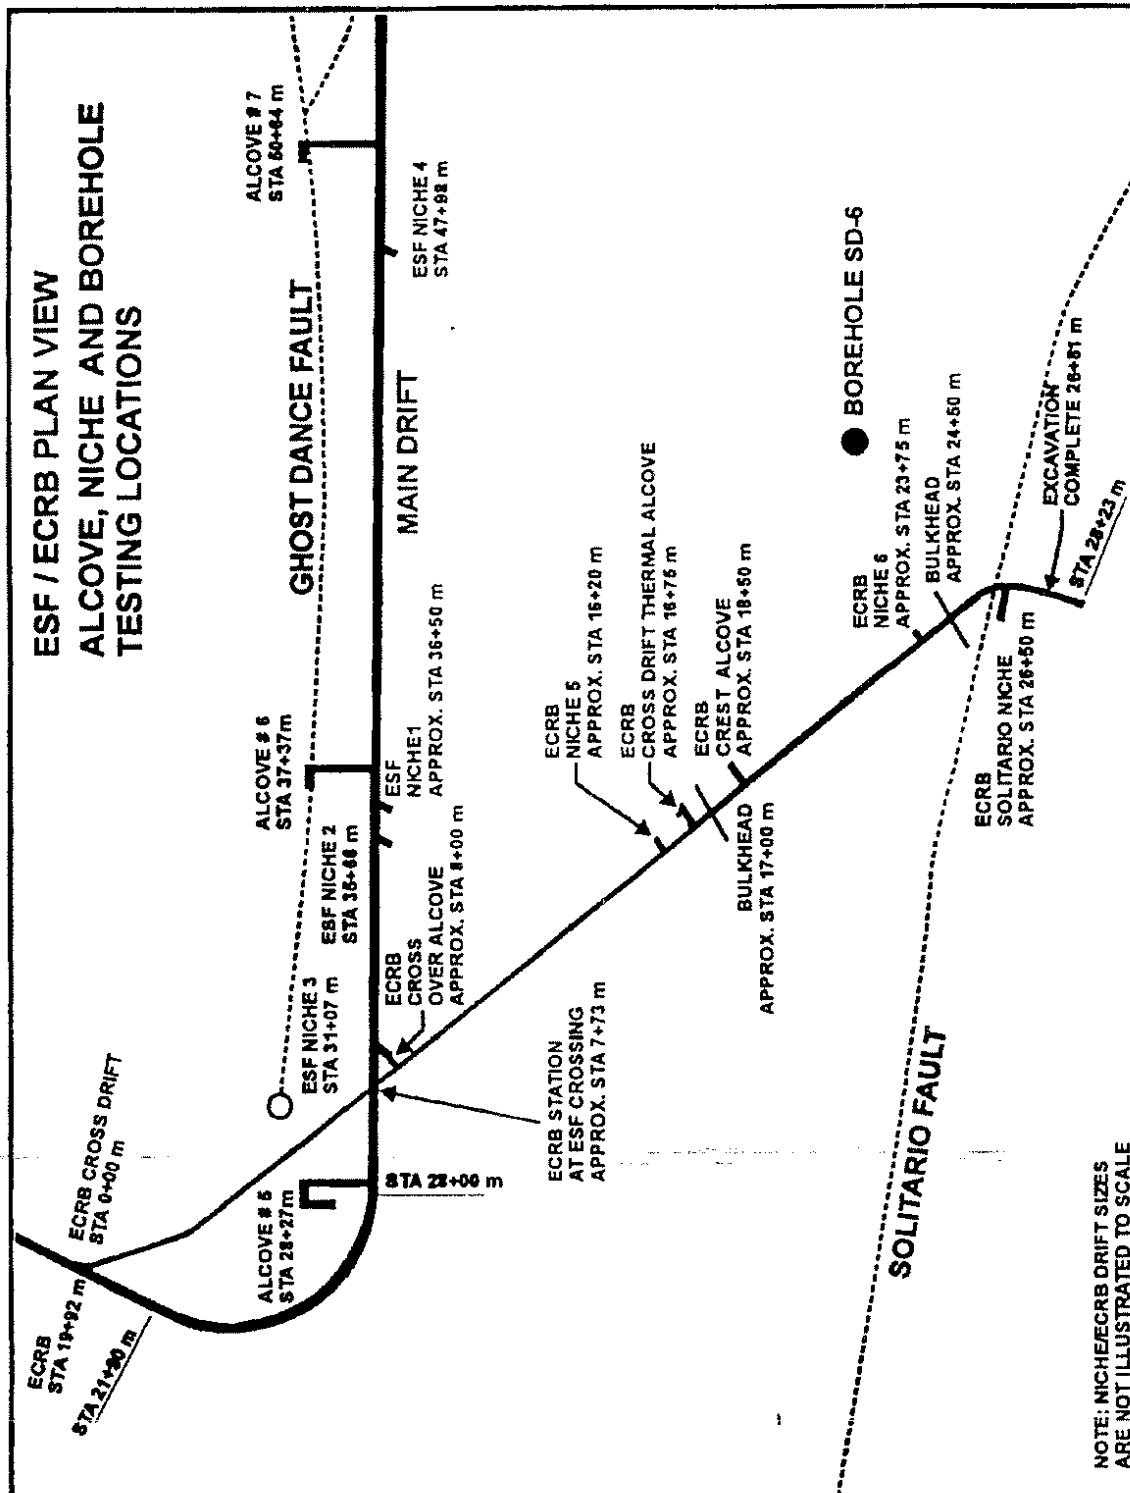 ESF / ECRB PLAN VIEW
ALCOVE, NICHE AND BOREHOLE
TESTING LOCATIONS
ALCOVE # 7
STA 50+64 m
GHOST DANCE FAULT
ESF NICHE 4
STA 47+98 m
MAIN DRIFT
ALCOVE # 6
STA 37+37m
ESF
NICHE1
APPROX. STA 36+50 m
ESF NICHE 2
STA 35+66 m
ECRB
CROSS
OVER ALCOVE
APPROX. STA 8+00 m
ESF NICHE 3
STA 31+07 m
ECRB CROSS DRIFT
STA 0+00 m
ECRB
STA 19+92 m
STA 21+90 m
ALCOVE # 5
STA 28+27m
STA 28+00 m
ECRB STATION
AT ESF CROSSING
APPROX. STA 7+73 m
ECRB
NICHE 5
APPROX. STA 16+20 m
ECRB
CROSS DRIFT THERMAL ALCOVE
APPROX. STA 16+75 m
ECRB
CREST ALCOVE
APPROX. STA 18+50 m
BULKHEAD
APPROX. STA 17+00 m
BOREHOLE SD-6
ECRB
NICHE 6
APPROX. STA 23+75 m
BULKHEAD
APPROX. STA 24+50 m
EXCAVATION
COMPLETE 26+81 m
STA 28+23 m
ECRB
SOLITARIO NICHE
APPROX. STA 26+50 m
SOLITARIO FAULT
NOTE: NICHE/ECRB DRIFT SIZES
ARE NOT ILLUSTRATED TO SCALE